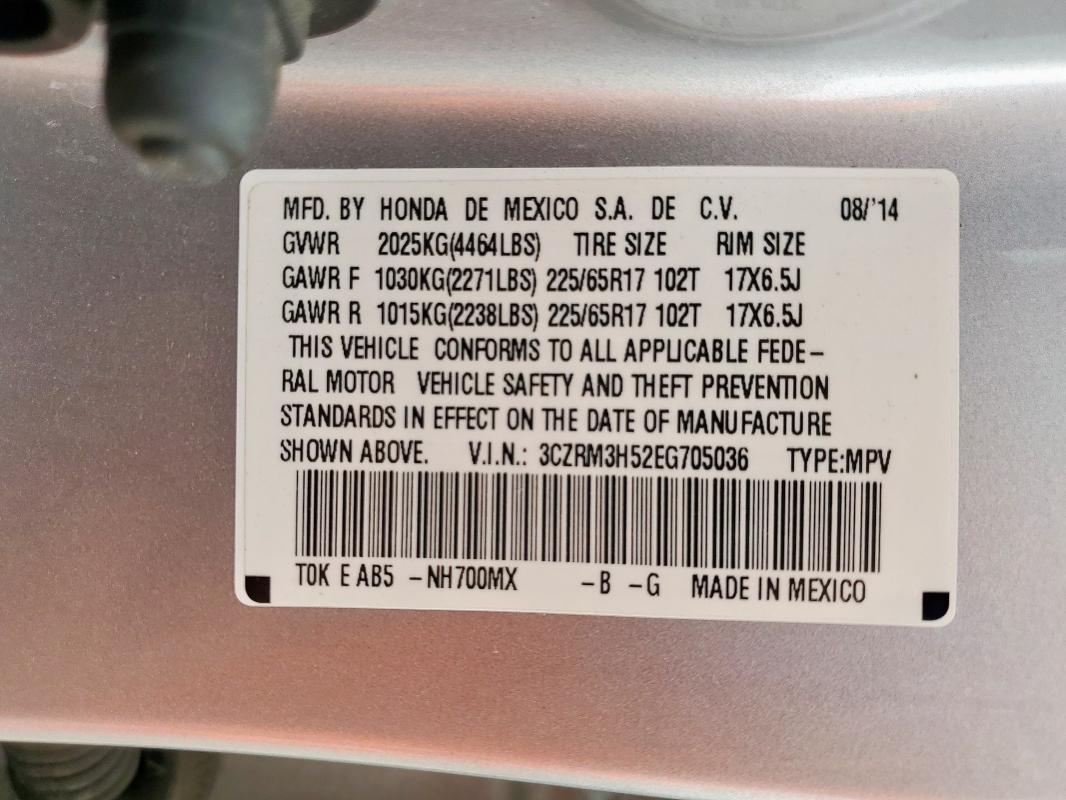 MFD. BY HONDA DE MEXICO S.A. DE C.V. 08/'14
GVWR 2025KG(4464LBS) TIRE SIZE RIM SIZE
GAWR F 1030KG(2271LBS) 225/65R17 102T 17X6.5J
GAWR R 1015KG(2238LBS) 225/65R17 102T 17X6.5J
THIS VEHICLE CONFORMS TO ALL APPLICABLE FEDE-
RAL MOTOR VEHICLE SAFETY AND THEFT PREVENTION
STANDARDS IN EFFECT ON THE DATE OF MANUFACTURE
SHOWN ABOVE. V.I.N.: 3CZRM3H52EG705036 TYPE:MPV
T0K E AB5 -NH700MX -B -G MADE IN MEXICO